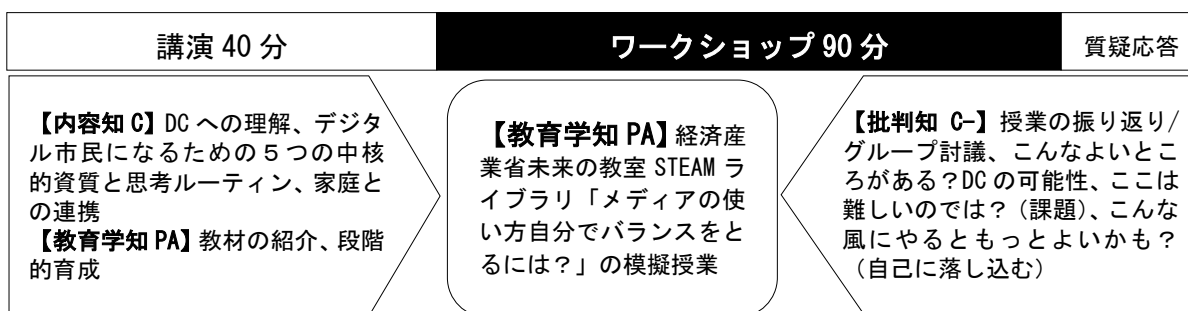 講演 40 分
ワークショップ 90 分
質疑応答
【内容知 C】DC への理解、デジタ
ル市民になるための５つの中核
的資質と思考ルーティン、家庭と
の連携
【教育学知 PA】教材の紹介、段階
的育成
【教育学知 PA】経済産
業省未来の教室 STEAM ラ
イブラリ「メディアの使
い方自分でバランスをと
るには？」の模擬授業
【批判知 C-】授業の振り返り/
グループ討議、こんなよいとこ
ろがある？DC の可能性、ここは
難しいのでは？（課題）、こんな
風にやるともっとよいかも？
（自己に落し込む）